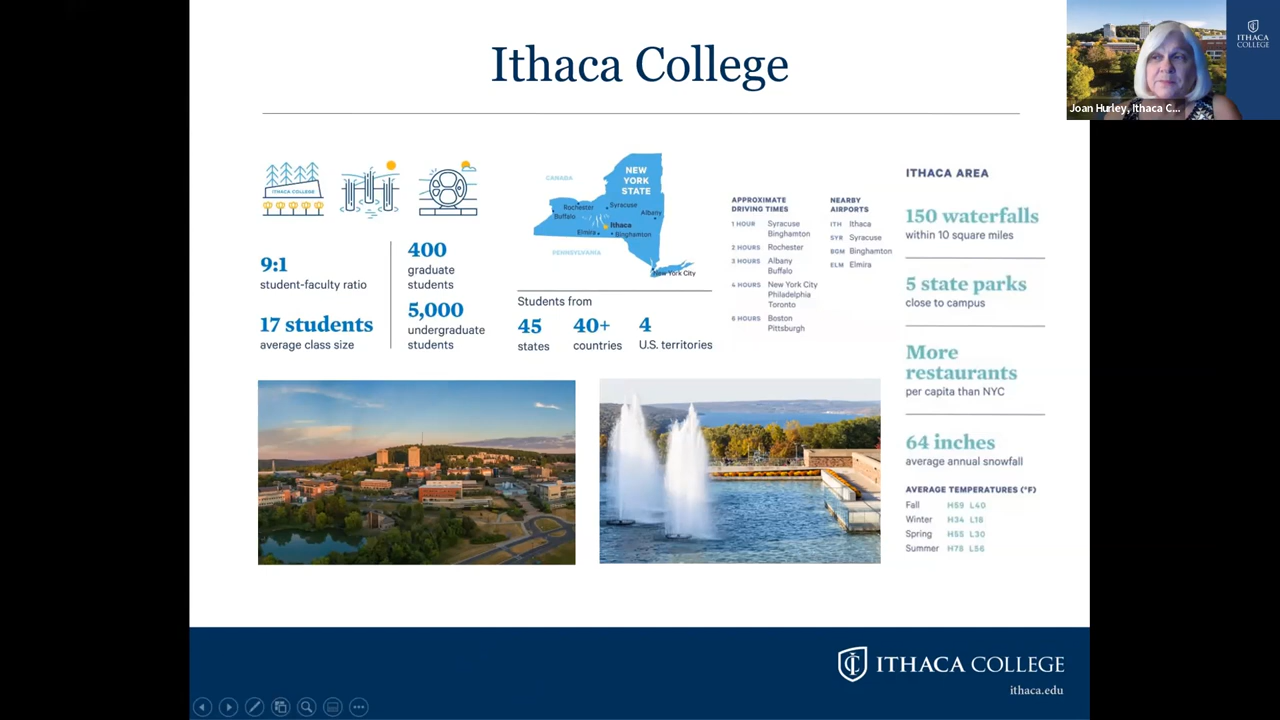 Ithaca College
ITHACA COLLEGE
9:1
student-faculty ratio
17 students
average class size
400
graduate
students
5,000
undergraduate
students
CANADA
NEW
YORK
STATE
Rochester
Syracuse
Buffalo
Albany
Ithaca
Elmira
Binghamton
PENNSYLVANIA
New York City
Students from
45
states
40+
countries
4
U.S. territories
APPROXIMATE
DRIVING TIMES
1 HOUR Syracuse
Binghamton
2 HOURS Rochester
3 HOURS Albany
Buffalo
4 HOURS New York City
Philadelphia
Toronto
6 HOURS Boston
Pittsburgh
NEARBY
AIRPORTS
ITH Ithaca
SYR Syracuse
BGM Binghamton
ELM Elmira
ITHACA AREA
150 waterfalls
within 10 square miles
5 state parks
close to campus
More
restaurants
per capita than NYC
64 inches
average annual snowfall
AVERAGE TEMPERATURES (°F)
Fall H59 L40
Winter H34 L18
Spring H55 L30
Summer H78 L56
ITHACA COLLEGE
ithaca.edu
ITHACA
COLLEGE
Joan Hurley, Ithaca C...